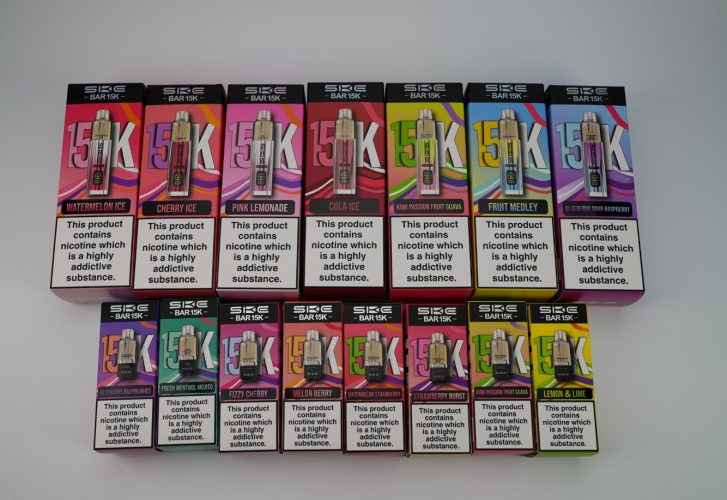 SKE
BAR 15K
15K
WATERMELON ICE
This product
contains
nicotine which
is a highly
addictive
substance.
SKE
BAR 15K
15K
CHERRY ICE
This product
contains
nicotine which
is a highly
addictive
substance.
SKE
BAR 15K
15K
PINK LEMONADE
This product
contains
nicotine which
is a highly
addictive
substance.
SKE
BAR 15K
15K
COLA ICE
This product
contains
nicotine which
is a highly
addictive
substance.
SKE
BAR 15K
15K
KIWI PASSION FRUIT GUAVA
This product
contains
nicotine which
is a highly
addictive
substance.
SKE
BAR 15K
15K
FRUIT MEDLEY
This product
contains
nicotine which
is a highly
addictive
substance.
SKE
BAR 15K
15K
BLUEBERRY SOUR RASPBERRY
This product
contains
nicotine which
is a highly
addictive
substance.
SKE
BAR 15K
15K
BLUEBERRY RASPBERRIES
This product
contains
nicotine which
is a highly
addictive
substance.
SKE
BAR 15K
15K
FRESH MENTHOL MOJITO
This product
contains
nicotine which
is a highly
addictive
substance.
SKE
BAR 15K
15K
FIZZY CHERRY
This product
contains
nicotine which
is a highly
addictive
substance.
SKE
BAR 15K
15K
MELON BERRY
This product
contains
nicotine which
is a highly
addictive
substance.
SKE
BAR 15K
15K
WATERMELON STRAWBERRY
This product
contains
nicotine which
is a highly
addictive
substance.
SKE
BAR 15K
15K
STRAWBERRY BURST
This product
contains
nicotine which
is a highly
addictive
substance.
SKE
BAR 15K
15K
KIWI PASSION FRUIT GUAVA
This product
contains
nicotine which
is a highly
addictive
substance.
SKE
BAR 15K
15K
LEMON & LIME
This product
contains
nicotine which
is a highly
addictive
substance.